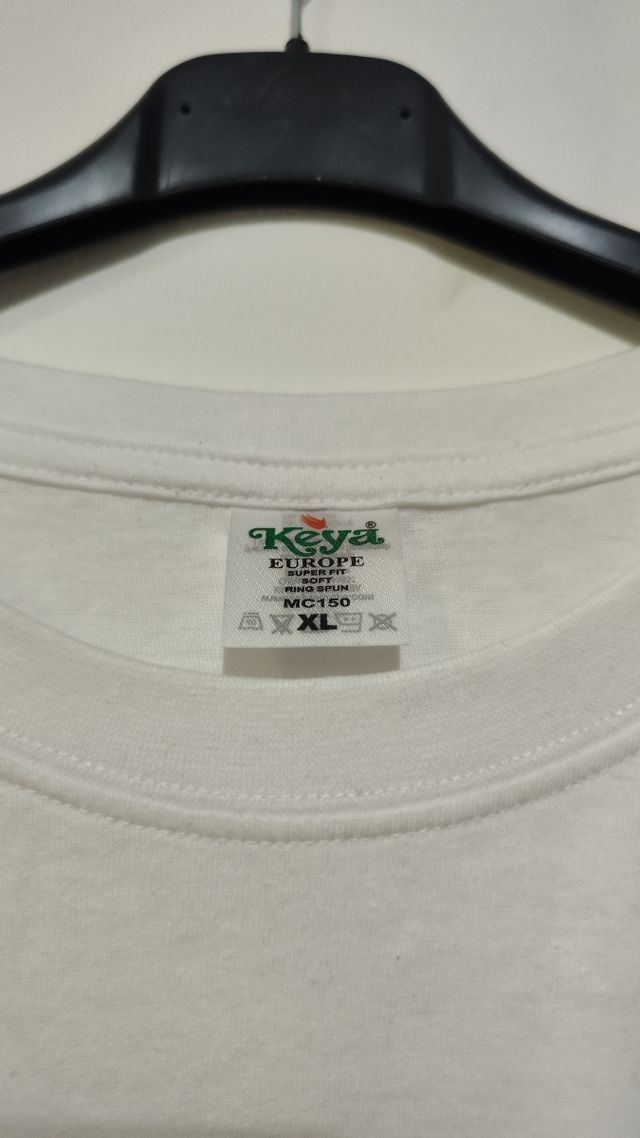 Keya®
EUROPE
SUPER FIT
SOFT
RING SPUN
MC150
XL